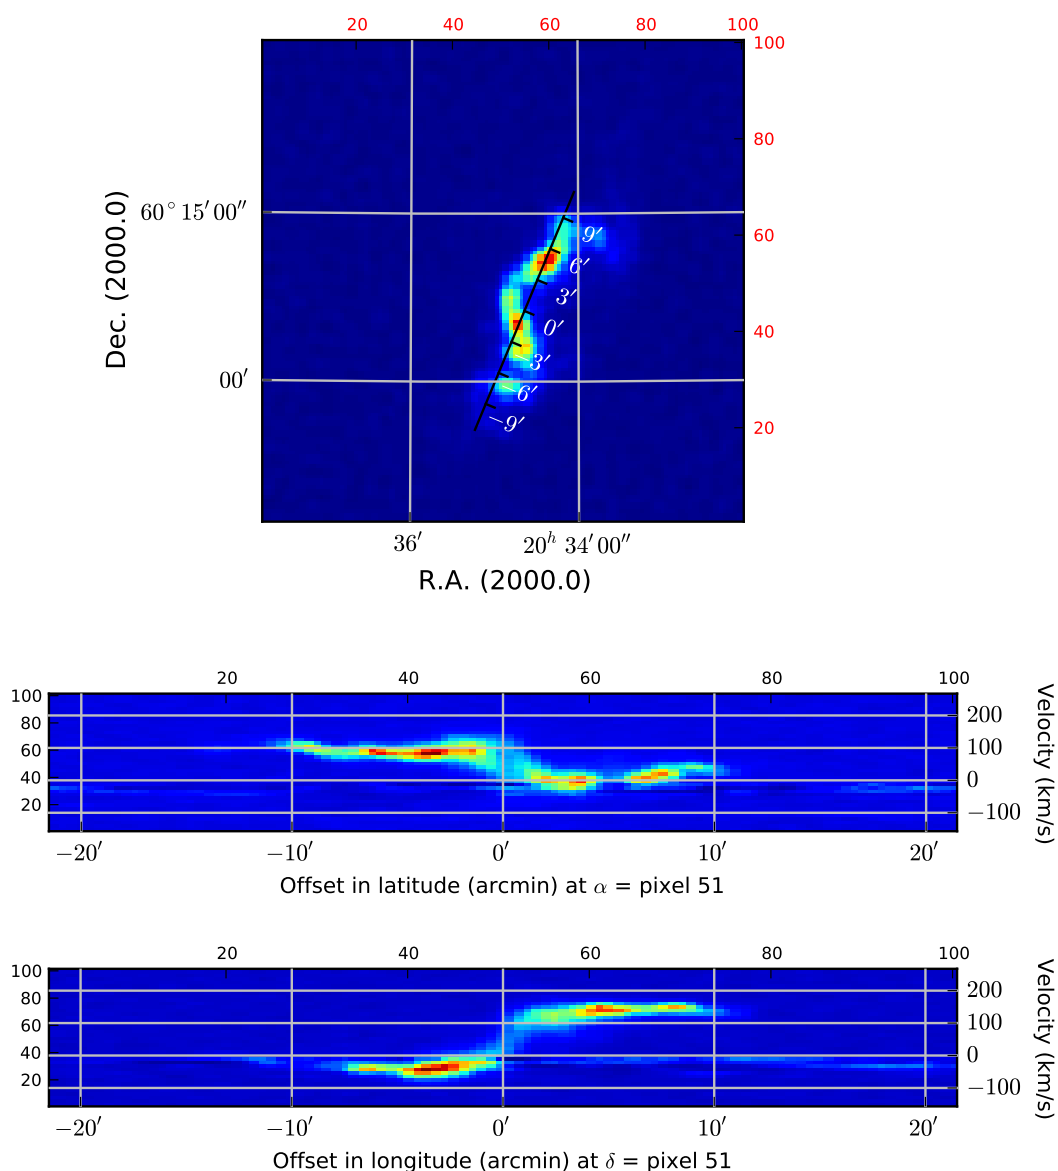 20 40 60 80 100
100
80
60° 15′ 00″
60
9′
6′
3′
0′
40
−3′
00′
−6′
−9′
20
Dec. (2000.0)
36′ 20ʰ 34′ 00″
R.A. (2000.0)
20 40 60 80 100
100
80
60
40
20
200
100
0
−100
Velocity (km/s)
−20′ −10′ 0′ 10′ 20′
Offset in latitude (arcmin) at α = pixel 51
20 40 60 80 100
100
80
60
40
20
200
100
0
−100
Velocity (km/s)
−20′ −10′ 0′ 10′ 20′
Offset in longitude (arcmin) at δ = pixel 51